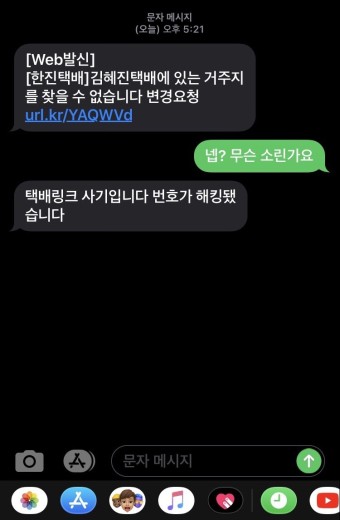 문자 메시지
(오늘) 오후 5:21
[Web발신]
[한진택배]김혜진택배에 있는 거주지
를 찾을 수 없습니다 변경요청
url.kr/YAQWVd
넵? 무슨 소린가요
택배링크 사기입니다 번호가 해킹됐
습니다
문자 메시지